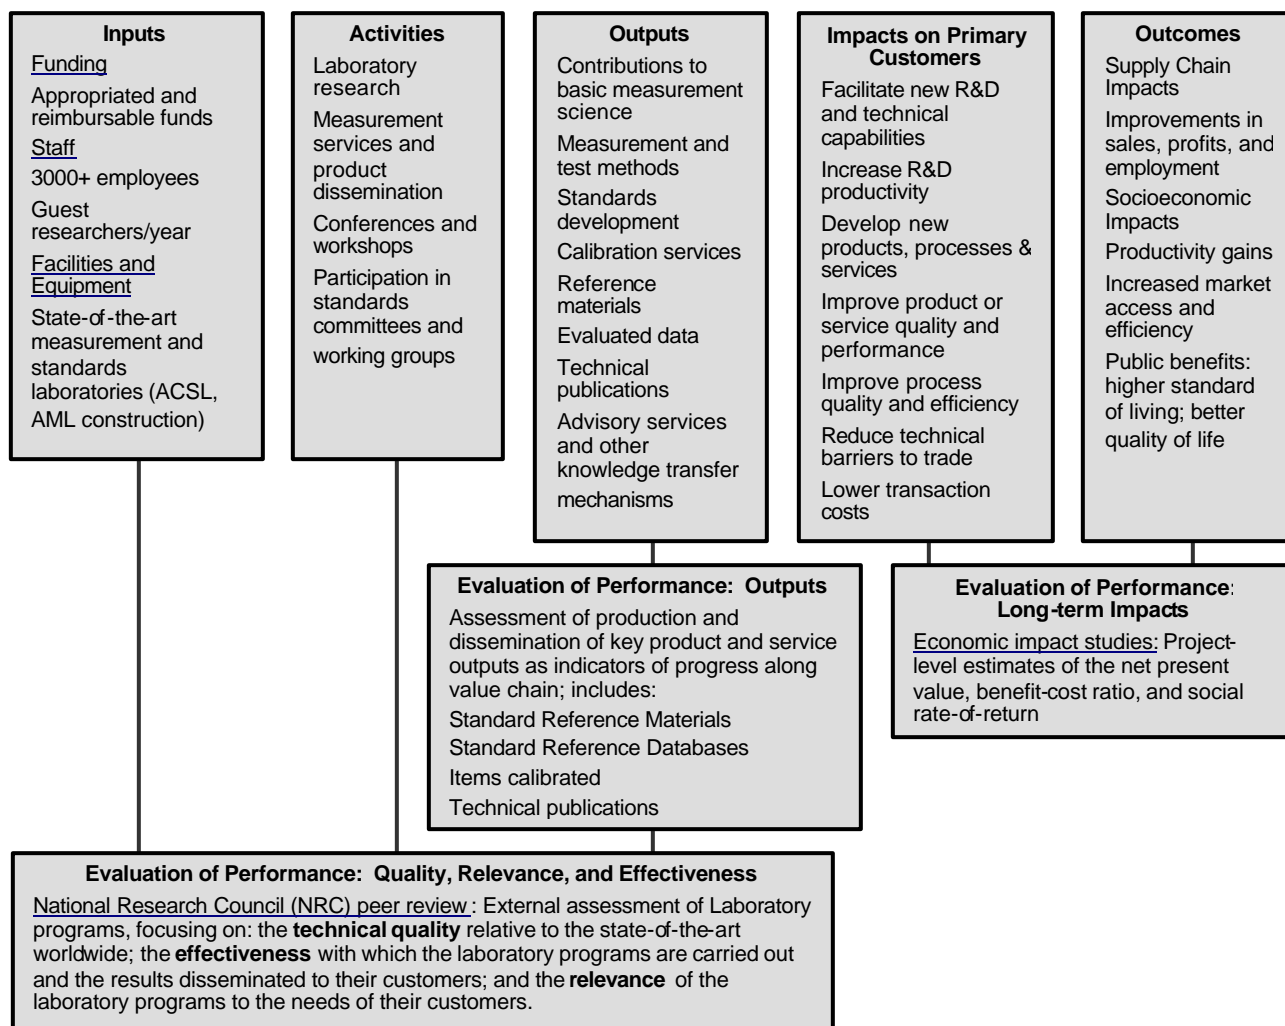 Inputs
Funding
Appropriated and
reimbursable funds
Staff
3000+ employees
Guest
researchers/year
Facilities and
Equipment
State-of-the-art
measurement and
standards
laboratories (ACSL,
AML construction)
Activities
Laboratory
research
Measurement
services and
product
dissemination
Conferences and
workshops
Participation in
standards
committees and
working groups
Outputs
Contributions to
basic measurement
science
Measurement and
test methods
Standards
development
Calibration services
Reference
materials
Evaluated data
Technical
publications
Advisory services
and other
knowledge transfer
mechanisms
Impacts on Primary
Customers
Facilitate new R&D
and technical
capabilities
Increase R&D
productivity
Develop new
products, processes &
services
Improve product or
service quality and
performance
Improve process
quality and efficiency
Reduce technical
barriers to trade
Lower transaction
costs
Outcomes
Supply Chain
Impacts
Improvements in
sales, profits, and
employment
Socioeconomic
Impacts
Productivity gains
Increased market
access and
efficiency
Public benefits:
higher standard
of living; better
quality of life
Evaluation of Performance: Outputs
Assessment of production and
dissemination of key product and service
outputs as indicators of progress along
value chain; includes:
Standard Reference Materials
Standard Reference Databases
Items calibrated
Technical publications
Evaluation of Performance:
Long-term Impacts
Economic impact studies: Project-
level estimates of the net present
value, benefit-cost ratio, and social
rate-of-return
Evaluation of Performance: Quality, Relevance, and Effectiveness
National Research Council (NRC) peer review: External assessment of Laboratory
programs, focusing on: the technical quality relative to the state-of-the-art
worldwide; the effectiveness with which the laboratory programs are carried out
and the results disseminated to their customers; and the relevance of the
laboratory programs to the needs of their customers.